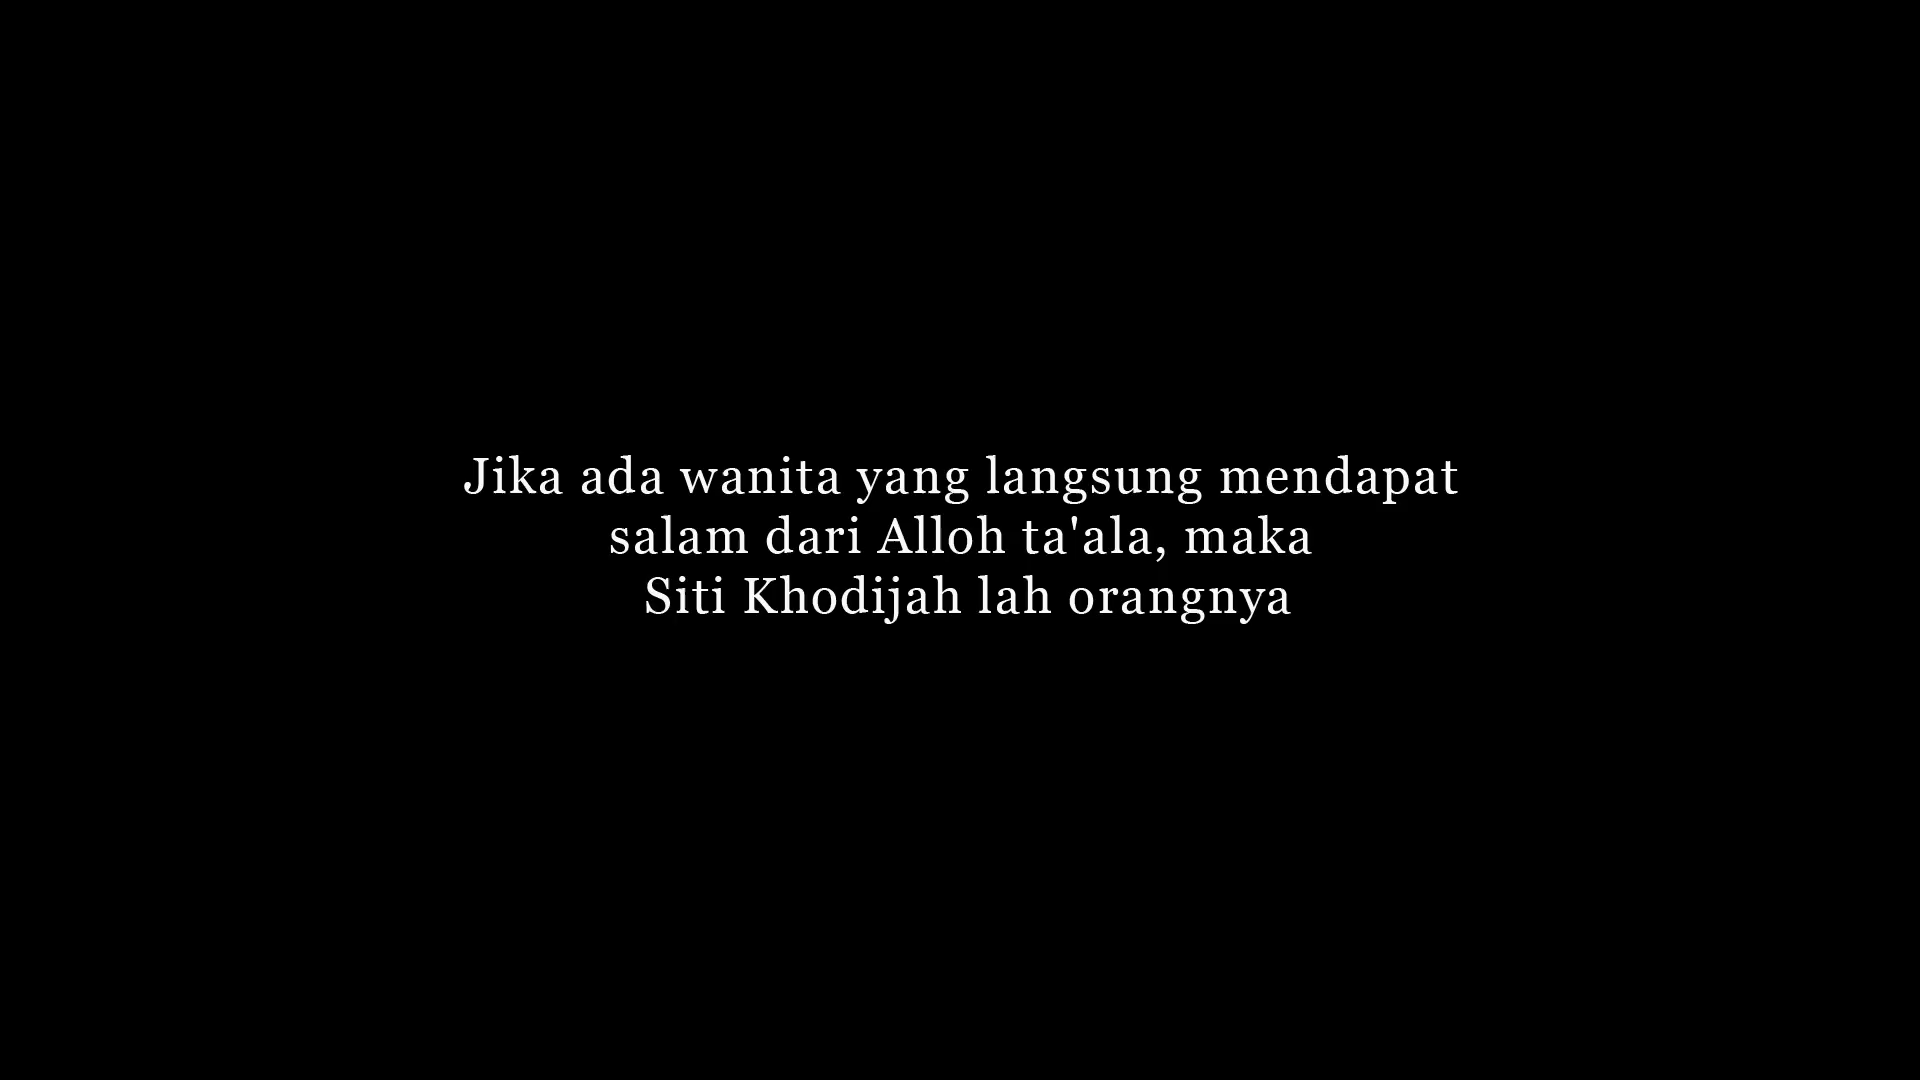 Jika ada wanita yang langsung mendapat
salam dari Alloh ta'ala, maka
Siti Khodijah lah orangnya